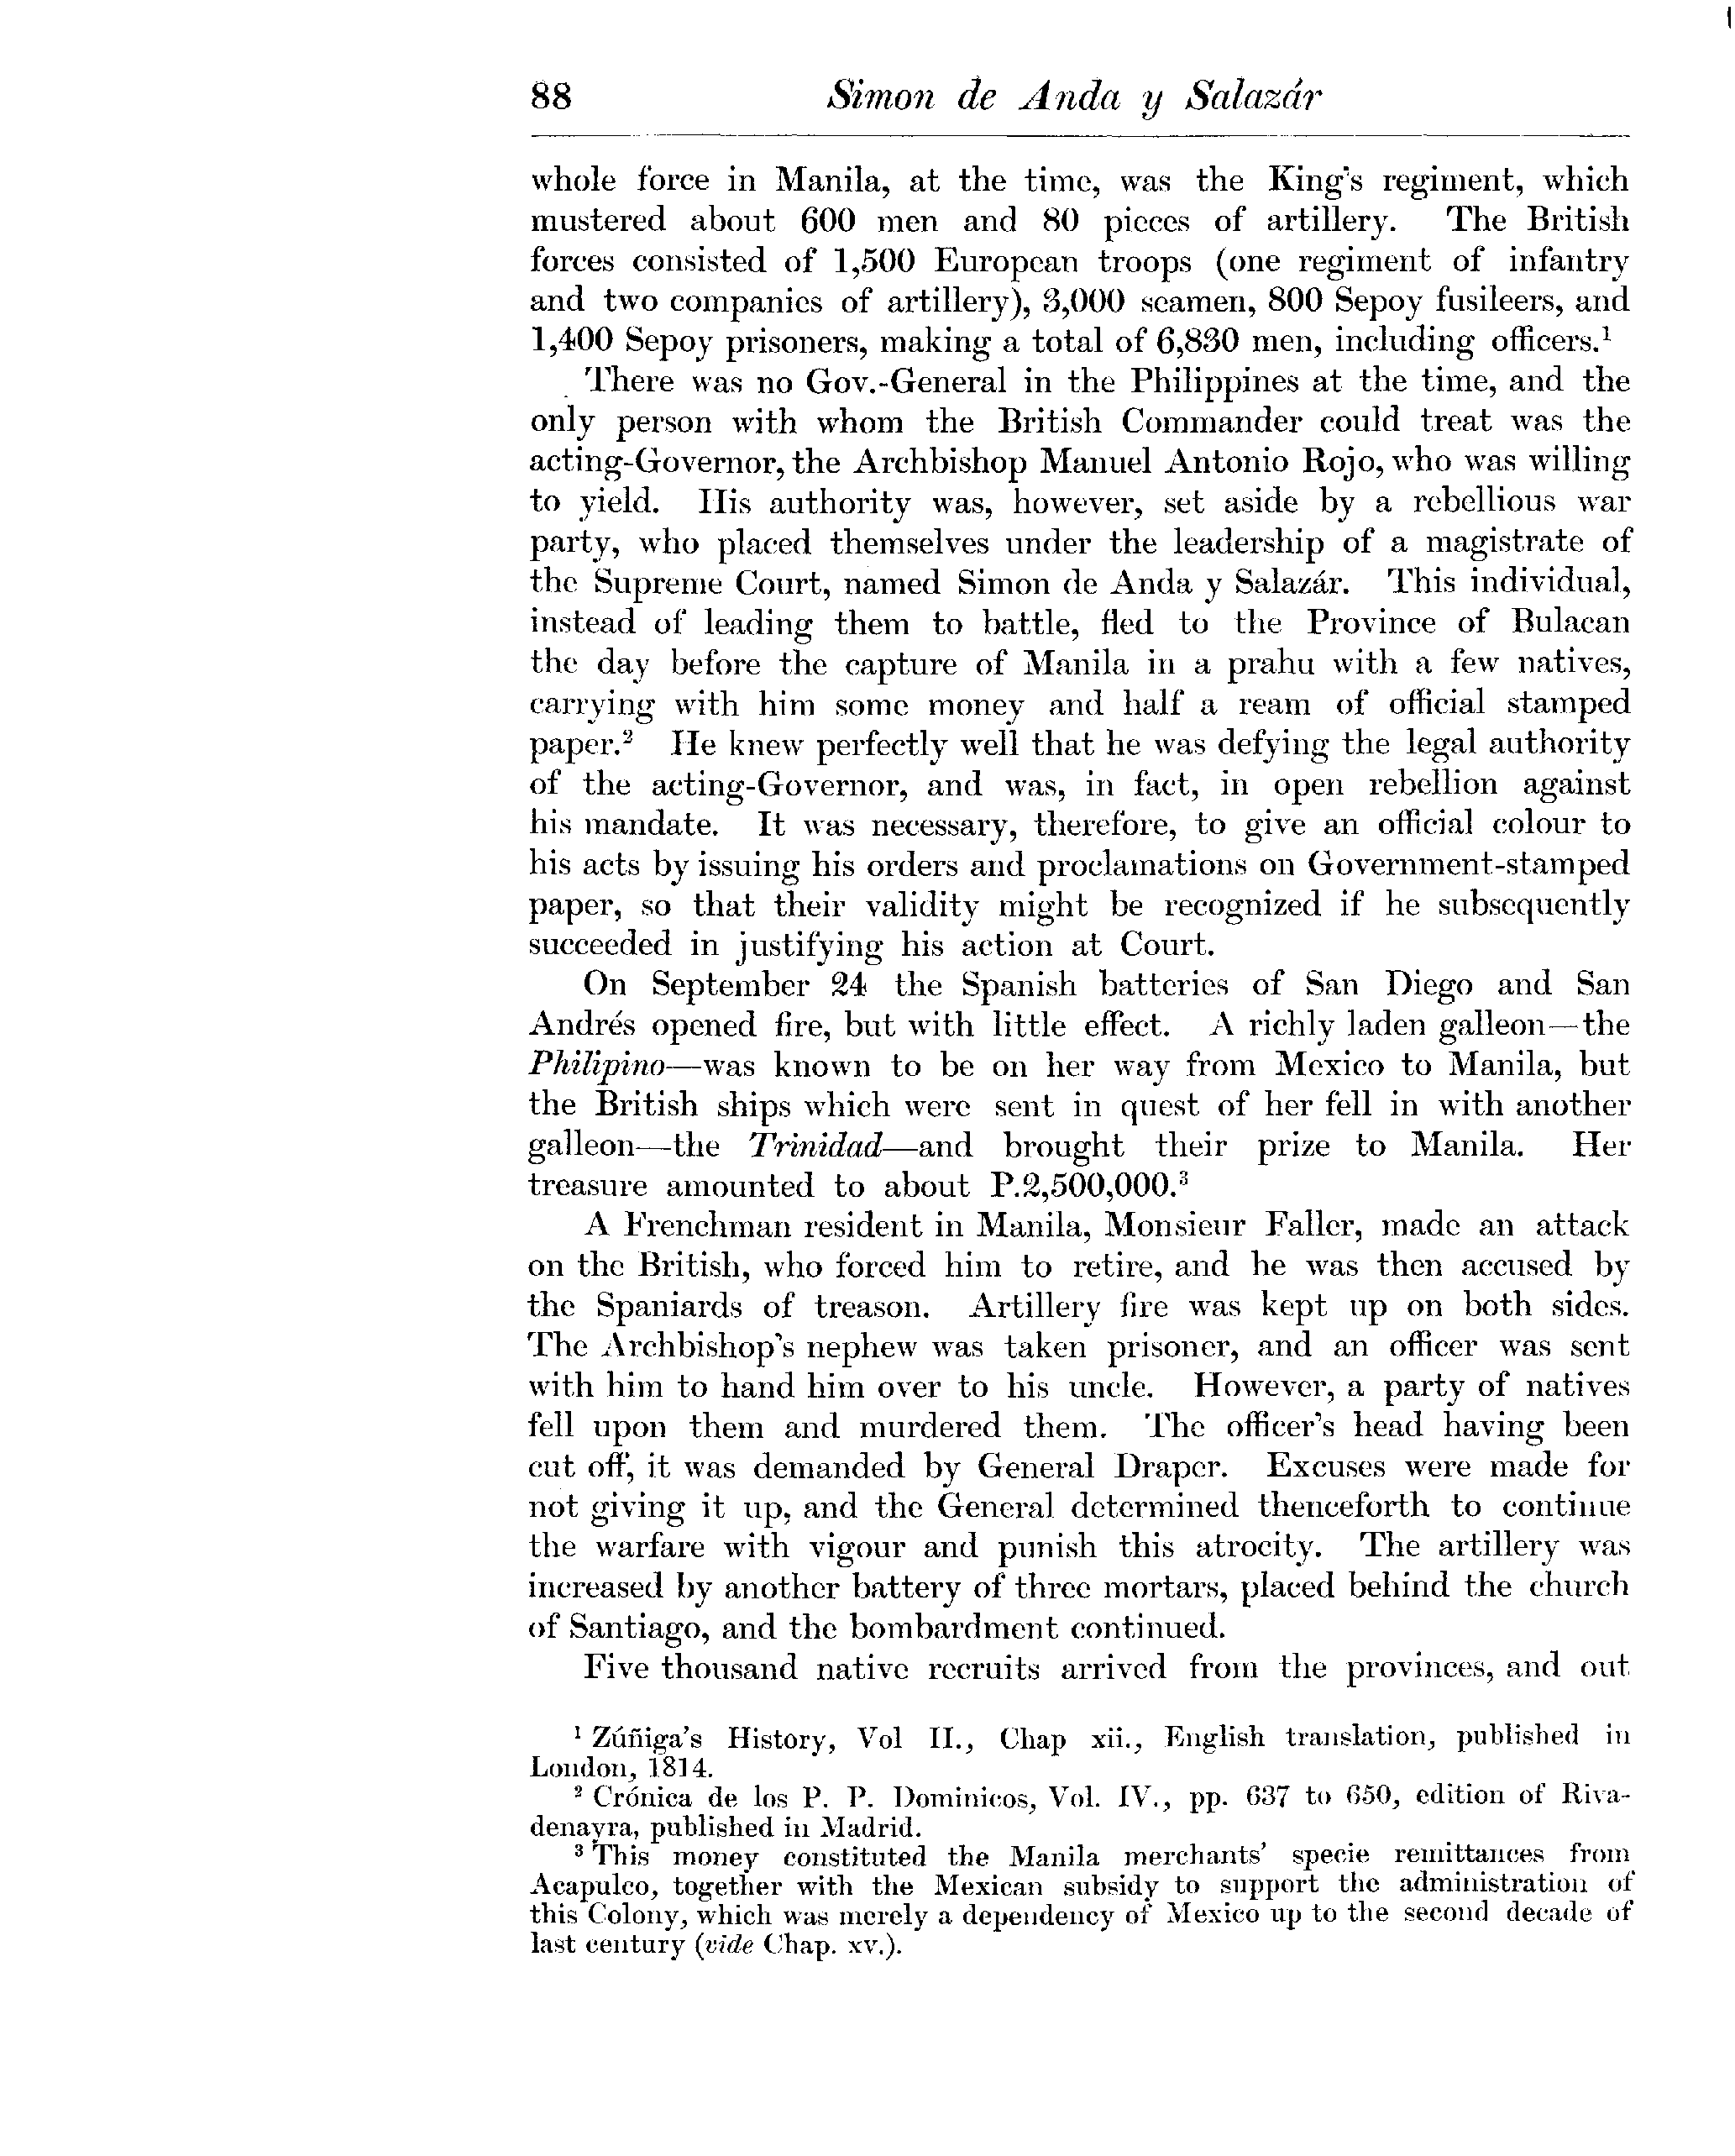 88 Simon de Anda y Salazár
whole force in Manila, at the time, was the King's regiment, which
mustered about 600 men and 80 pieces of artillery. The British
forces consisted of 1,500 European troops (one regiment of infantry
and two companies of artillery), 3,000 seamen, 800 Sepoy fusileers, and
1,400 Sepoy prisoners, making a total of 6,830 men, including officers.¹
There was no Gov.-General in the Philippines at the time, and the
only person with whom the British Commander could treat was the
acting-Governor, the Archbishop Manuel Antonio Rojo, who was willing
to yield. His authority was, however, set aside by a rebellious war
party, who placed themselves under the leadership of a magistrate of
the Supreme Court, named Simon de Anda y Salazár. This individual,
instead of leading them to battle, fled to the Province of Bulacan
the day before the capture of Manila in a prahu with a few natives,
carrying with him some money and half a ream of official stamped
paper.² He knew perfectly well that he was defying the legal authority
of the acting-Governor, and was, in fact, in open rebellion against
his mandate. It was necessary, therefore, to give an official colour to
his acts by issuing his orders and proclamations on Government-stamped
paper, so that their validity might be recognized if he subsequently
succeeded in justifying his action at Court.
On September 24 the Spanish batteries of San Diego and San
Andrés opened fire, but with little effect. A richly laden galleon—the
Philipino—was known to be on her way from Mexico to Manila, but
the British ships which were sent in quest of her fell in with another
galleon—the Trinidad—and brought their prize to Manila. Her
treasure amounted to about P.2,500,000.³
A Frenchman resident in Manila, Monsieur Faller, made an attack
on the British, who forced him to retire, and he was then accused by
the Spaniards of treason. Artillery fire was kept up on both sides.
The Archbishop's nephew was taken prisoner, and an officer was sent
with him to hand him over to his uncle. However, a party of natives
fell upon them and murdered them. The officer's head having been
cut off, it was demanded by General Draper. Excuses were made for
not giving it up, and the General determined thenceforth to continue
the warfare with vigour and punish this atrocity. The artillery was
increased by another battery of three mortars, placed behind the church
of Santiago, and the bombardment continued.
Five thousand native recruits arrived from the provinces, and out
¹ Zúñiga's History, Vol II., Chap xii., English translation, published in
London, 1814.
² Crónica de los P. P. Dominicos, Vol. IV., pp. 637 to 650, edition of Riva-
denayra, published in Madrid.
³ This money constituted the Manila merchants' specie remittances from
Acapulco, together with the Mexican subsidy to support the administration of
this Colony, which was merely a dependency of Mexico up to the second decade of
last century (vide Chap. xv.).